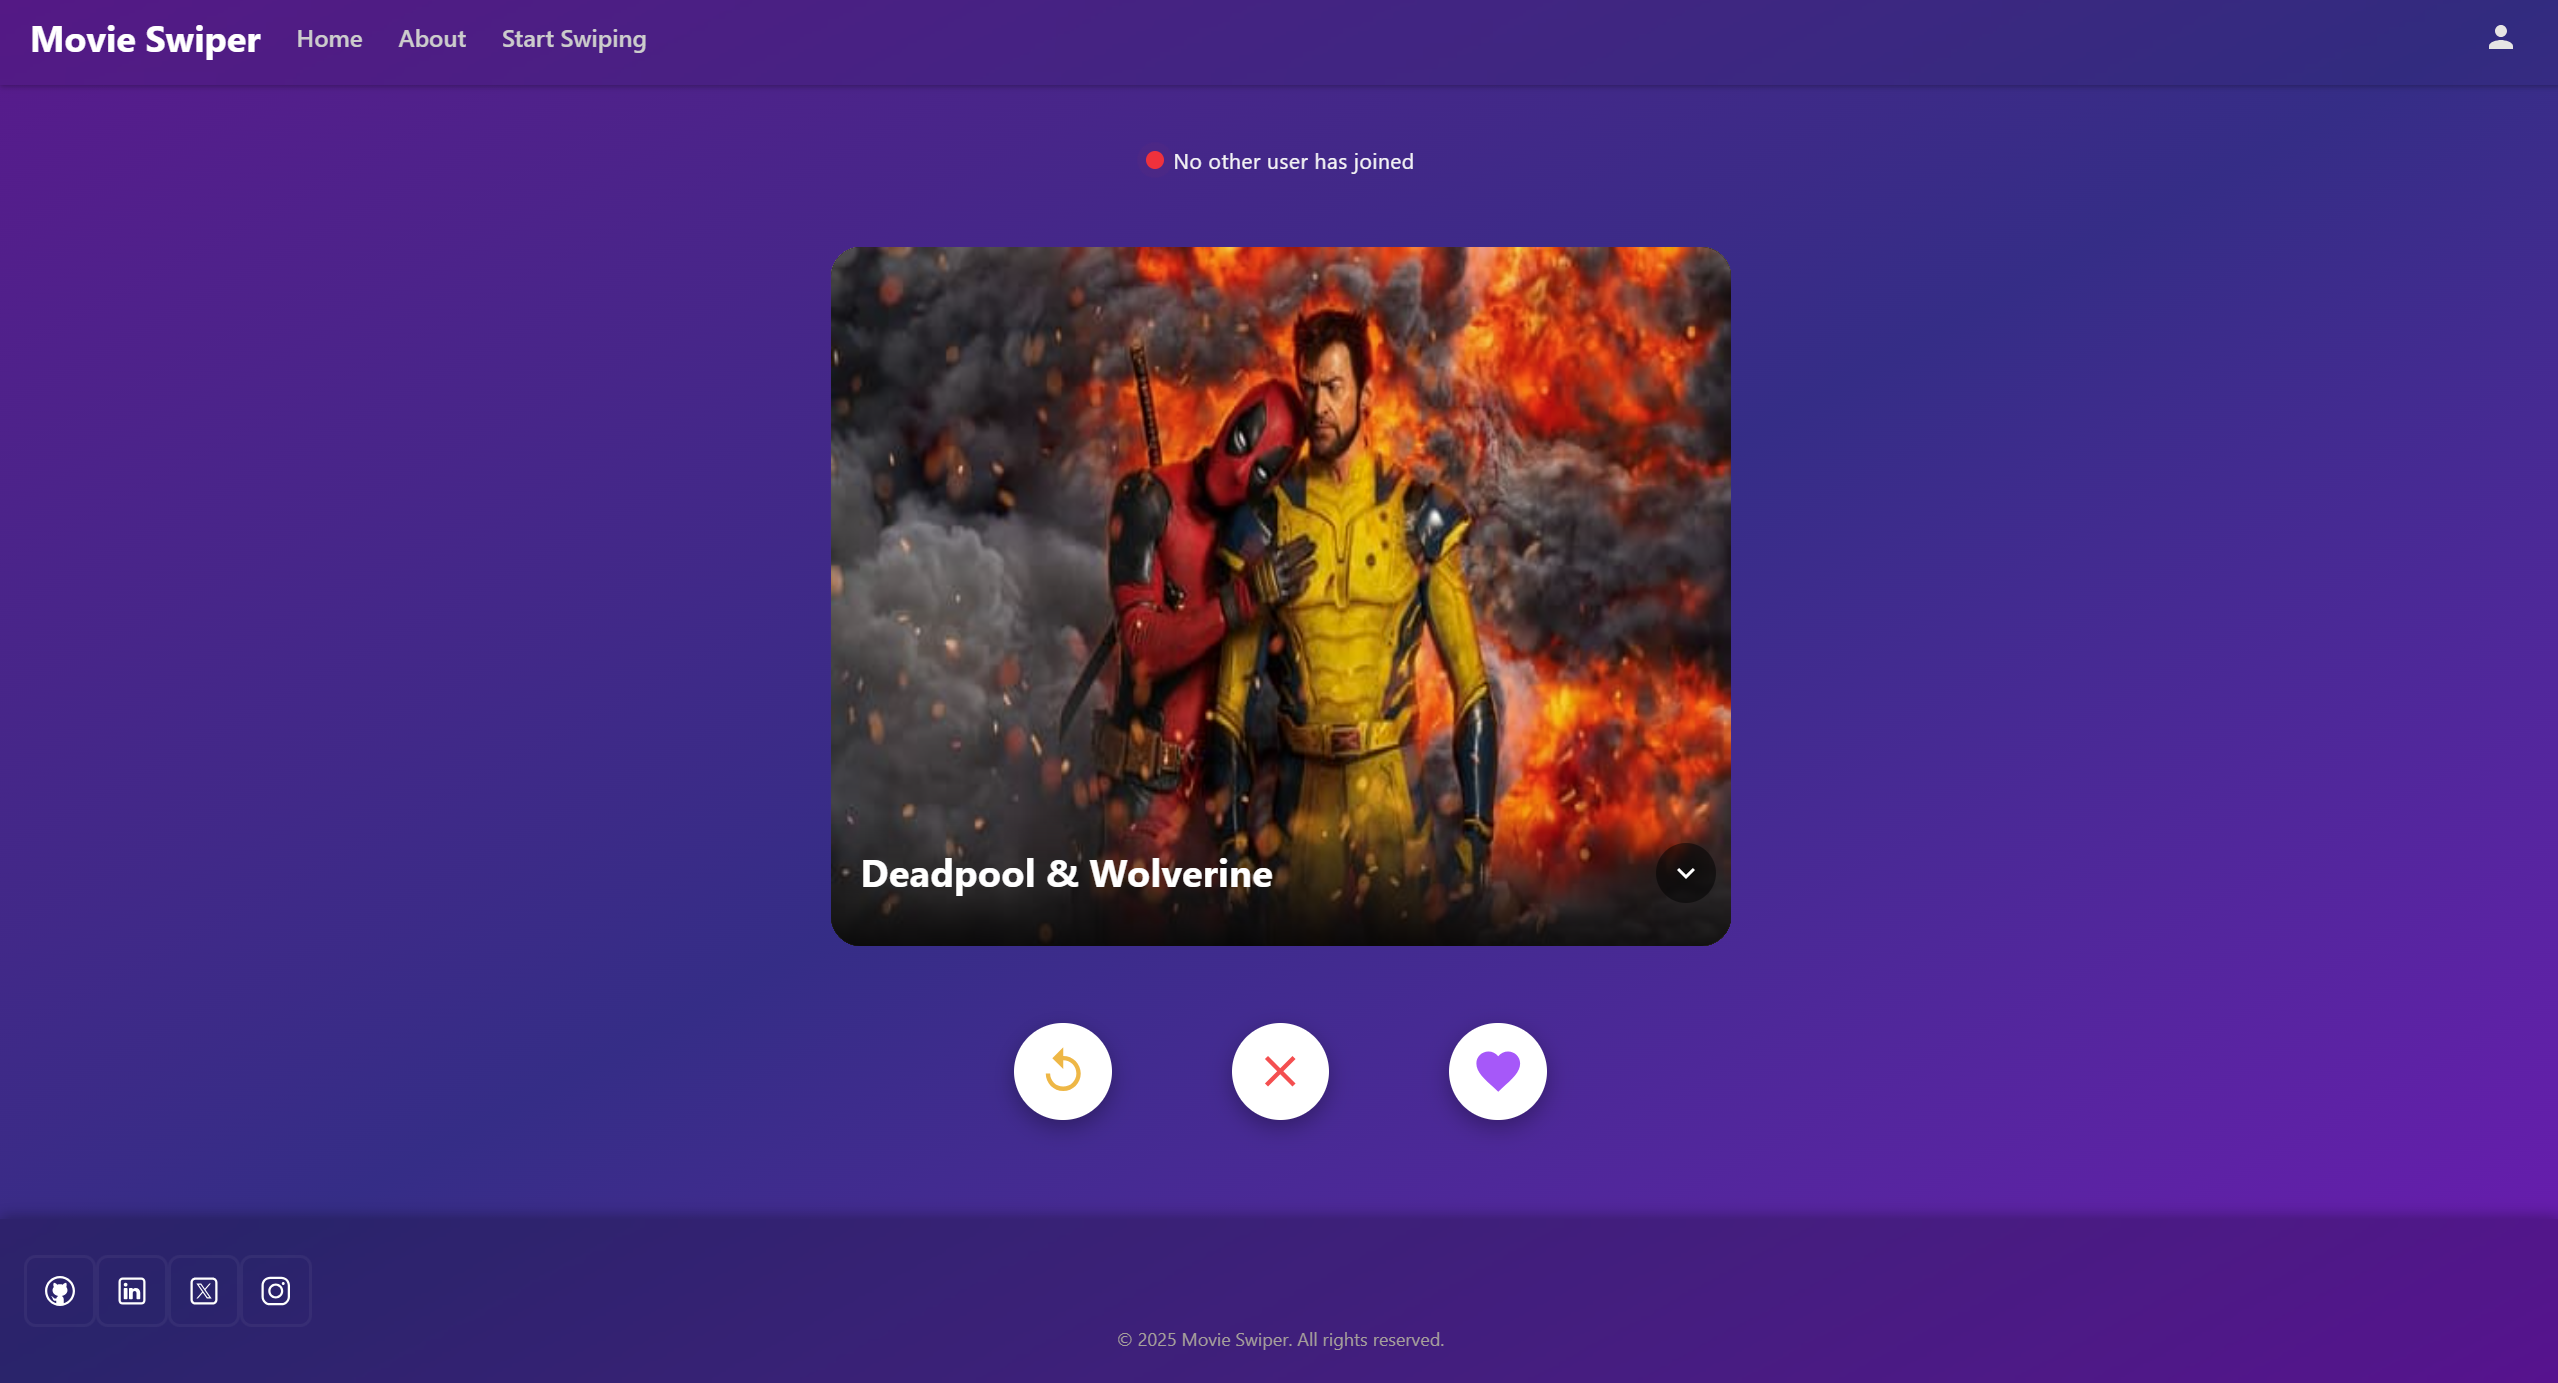 Movie Swiper Home About Start Swiping
No other user has joined
Deadpool & Wolverine
© 2025 Movie Swiper. All rights reserved.